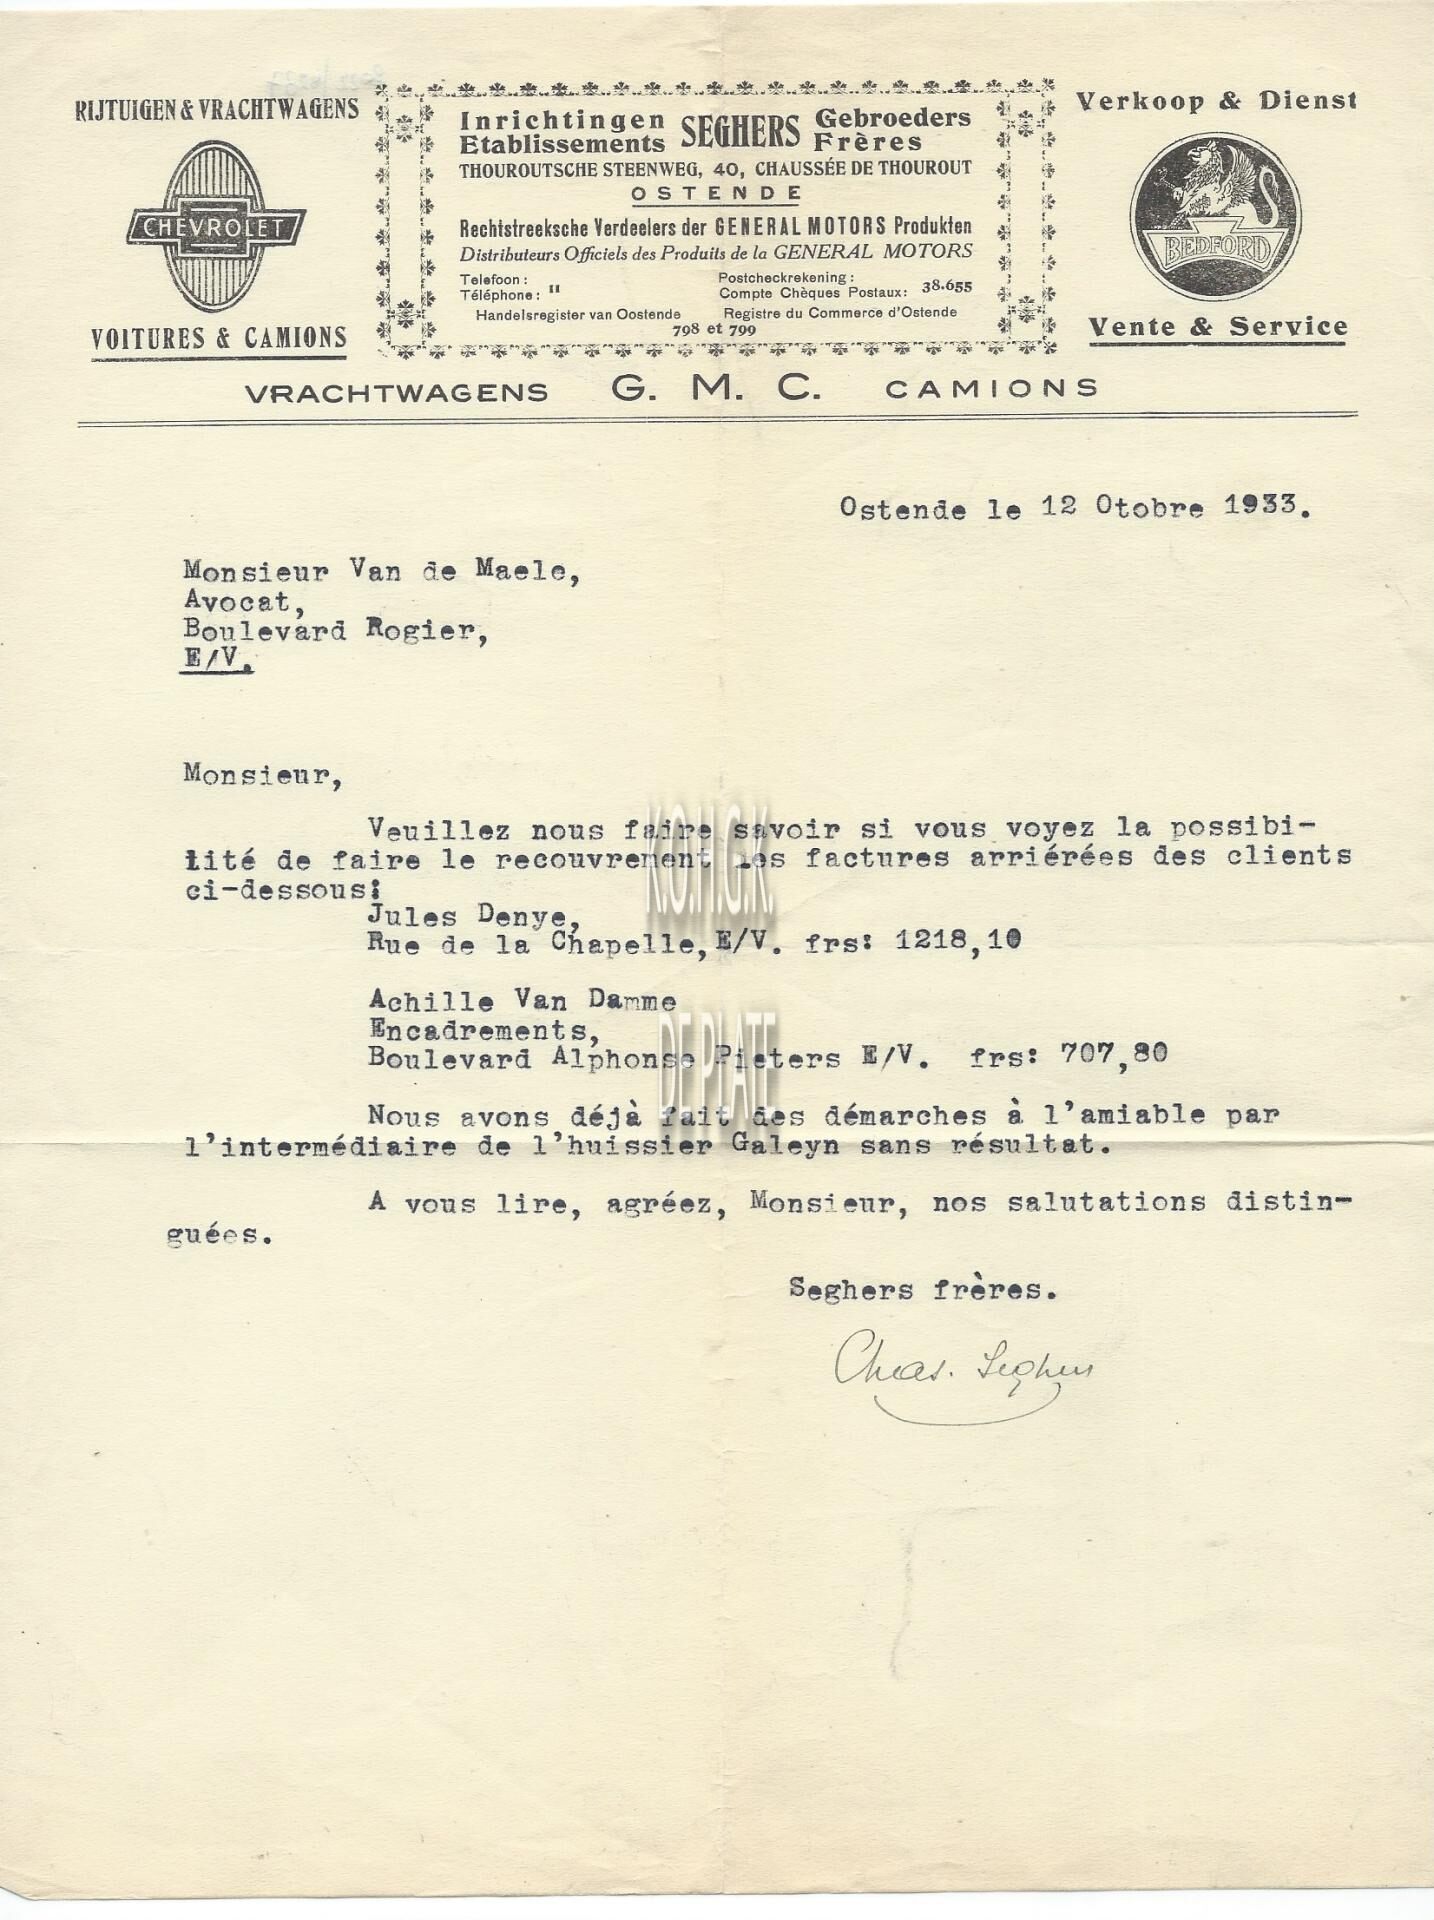 RIJTUIGEN & VRACHTWAGENS
CHEVROLET
VOITURES & CAMIONS
Inrichtingen SEGHERS Gebroeders
Etablissements Frères
THOUROUTSCHE STEENWEG, 40, CHAUSSÉE DE THOUROUT
OSTENDE
Rechtstreeksche Verdeelers der GENERAL MOTORS Produkten
Distributeurs Officiels des Produits de la GENERAL MOTORS
Telefoon : Postcheckrekening :
Téléphone : 11 Compte Chèques Postaux : 38.655
Handelsregister van Oostende Registre du Commerce d'Ostende
798 et 799
Verkoop & Dienst
BEDFORD
Vente & Service
VRACHTWAGENS G. M. C. CAMIONS
Ostende le 12 Otobre 1933.
Monsieur Van de Maele,
Avocat,
Boulevard Rogier,
E/V.
Monsieur,
Veuillez nous faire savoir si vous voyez la possibi-
lité de faire le recouvrement des factures arriérées des clients
ci-dessous:
Jules Denye,
Rue de la Chapelle, E/V. frs: 1218,10
Achille Van Damme
Encadrements,
Boulevard Alphonse Pieters E/V. frs: 707,80
Nous avons déjà fait des démarches à l'amiable par
l'intermédiaire de l'huissier Galeyn sans résultat.
A vous lire, agréez, Monsieur, nos salutations distin-
guées.
Seghers frères.
Chas. Seghers
K.O.H.G.K.
DE PLATE